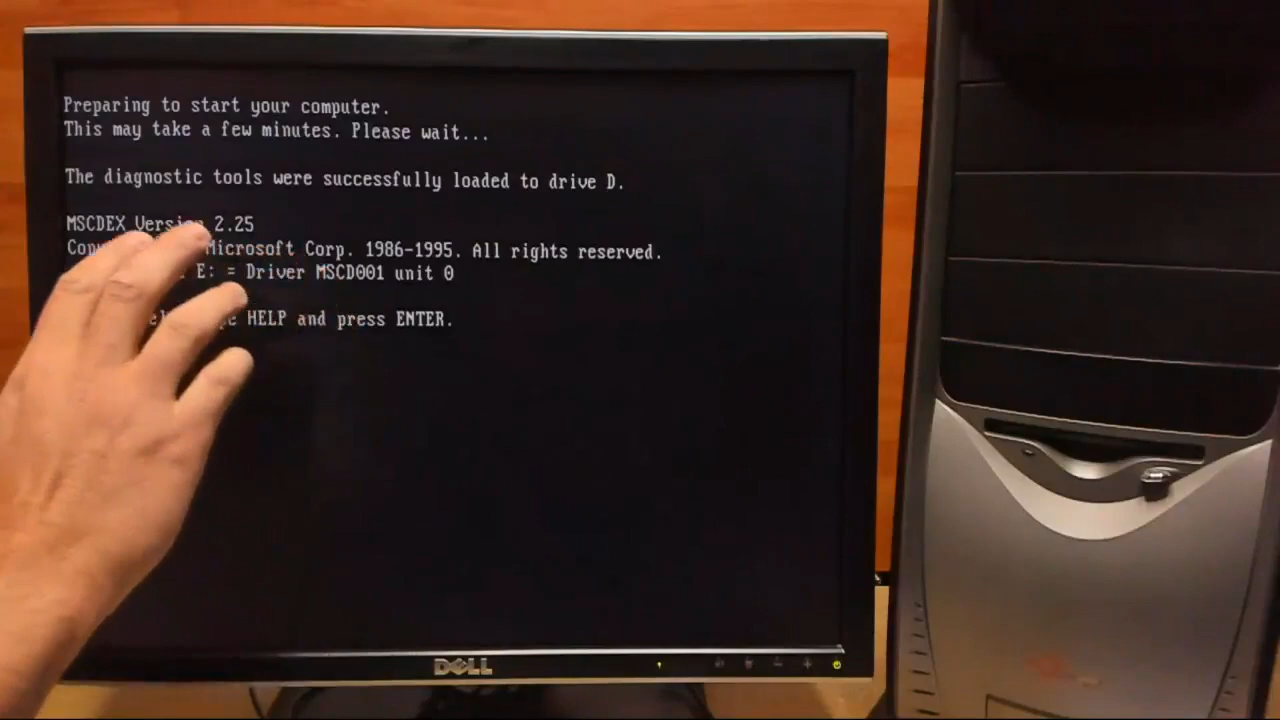 Preparing to start your computer.
This may take a few minutes. Please wait...
The diagnostic tools were successfully loaded to drive D.
MSCDEX Version 2.25
Microsoft Corp. 1986-1995. All rights reserved.
E: = Driver MSCD001 unit 0
HELP and press ENTER.
DELL